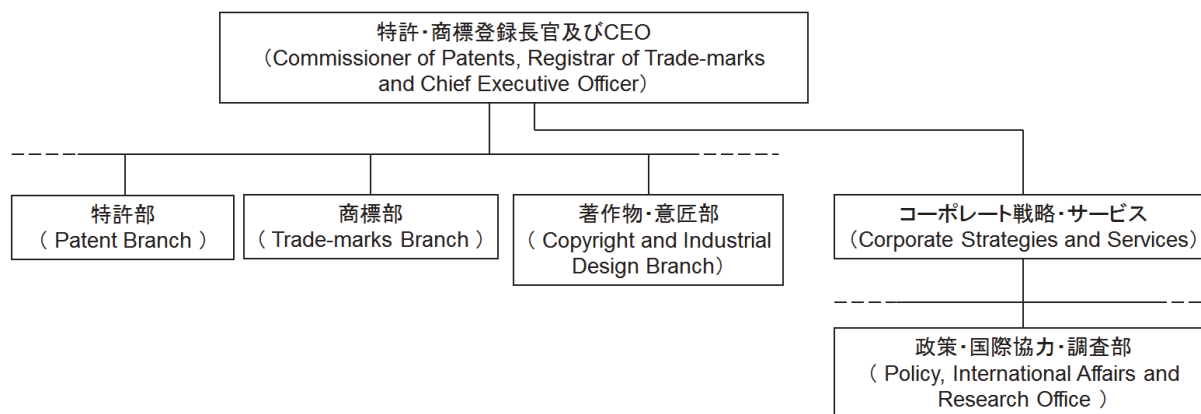 特許・商標登録長官及びCEO
（Commissioner of Patents, Registrar of Trade-marks
and Chief Executive Officer）
特許部
（ Patent Branch ）
商標部
（ Trade-marks Branch ）
著作物・意匠部
（ Copyright and Industrial
Design Branch）
コーポレート戦略・サービス
（Corporate Strategies and Services）
政策・国際協力・調査部
（ Policy, International Affairs and
Research Office ）